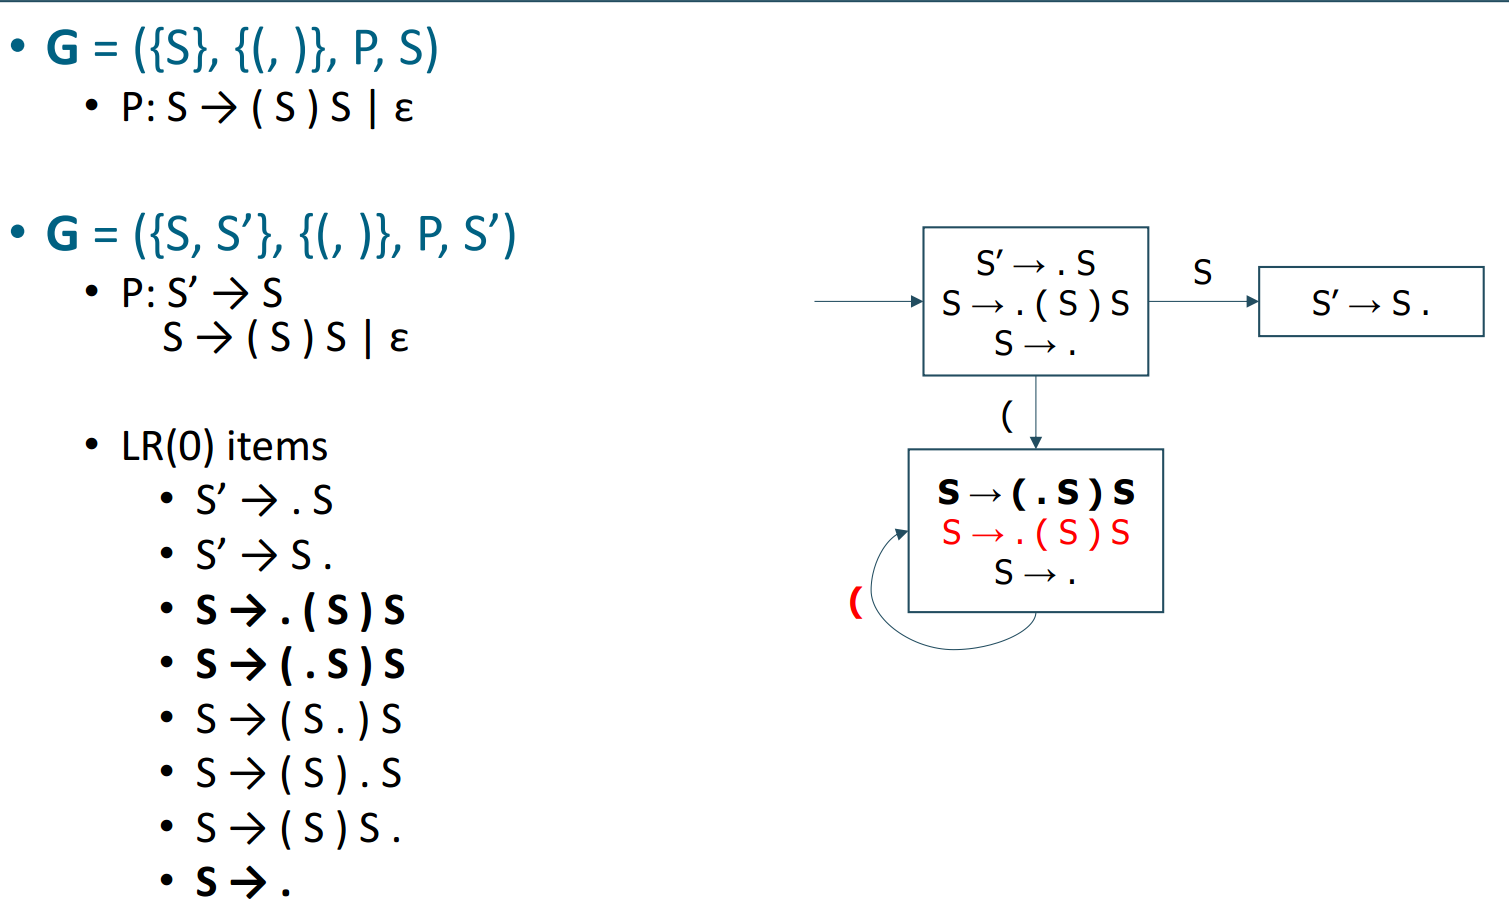 • G = ({S}, {(, )}, P, S)
• P: S → ( S ) S | ε
• G = ({S, S’}, {(, )}, P, S’)
• P: S’ → S
S → ( S ) S | ε
• LR(0) items
• S’ → . S
• S’ → S .
• S → . ( S ) S
• S → ( . S ) S
• S → ( S . ) S
• S → ( S ) . S
• S → ( S ) S .
• S → .
S’ → . S
S → . ( S ) S
S → .
S
S’ → S .
(
S → ( . S ) S
S → . ( S ) S
S → .
(